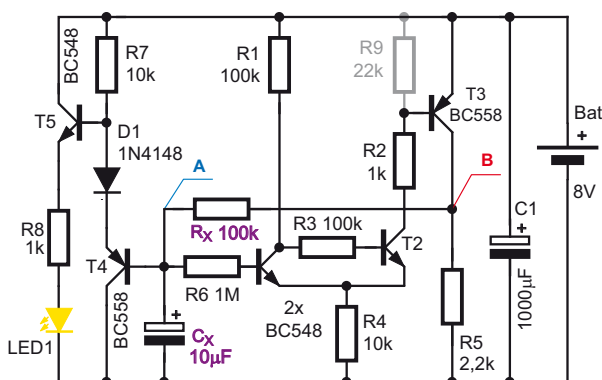 BC548
R7
10k
R1
100k
R9
22k
T3
BC558
Bat
+
8V
T5
D1
1N4148
R2
1k
A
B
R8
1k
RX 100k
R3 100k
T2
C1
+
1000µF
T4
BC558
R6 1M
2x
BC548
R4
10k
R5
2,2k
+
CX
10µF
LED1